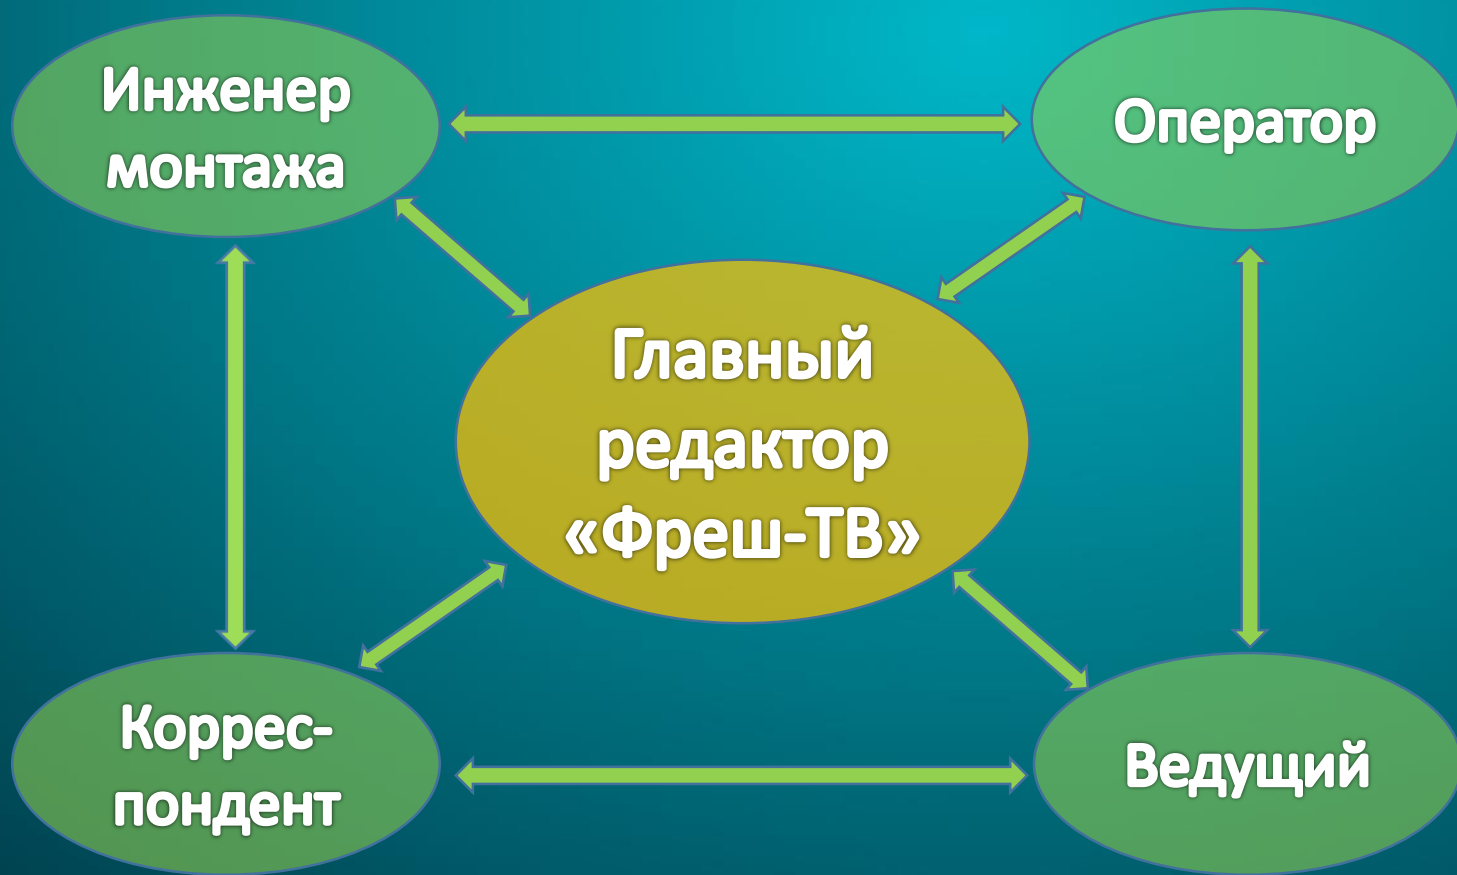 Инженер
монтажа
Оператор
Главный
редактор
«Фреш-ТВ»
Коррес-
пондент
Ведущий